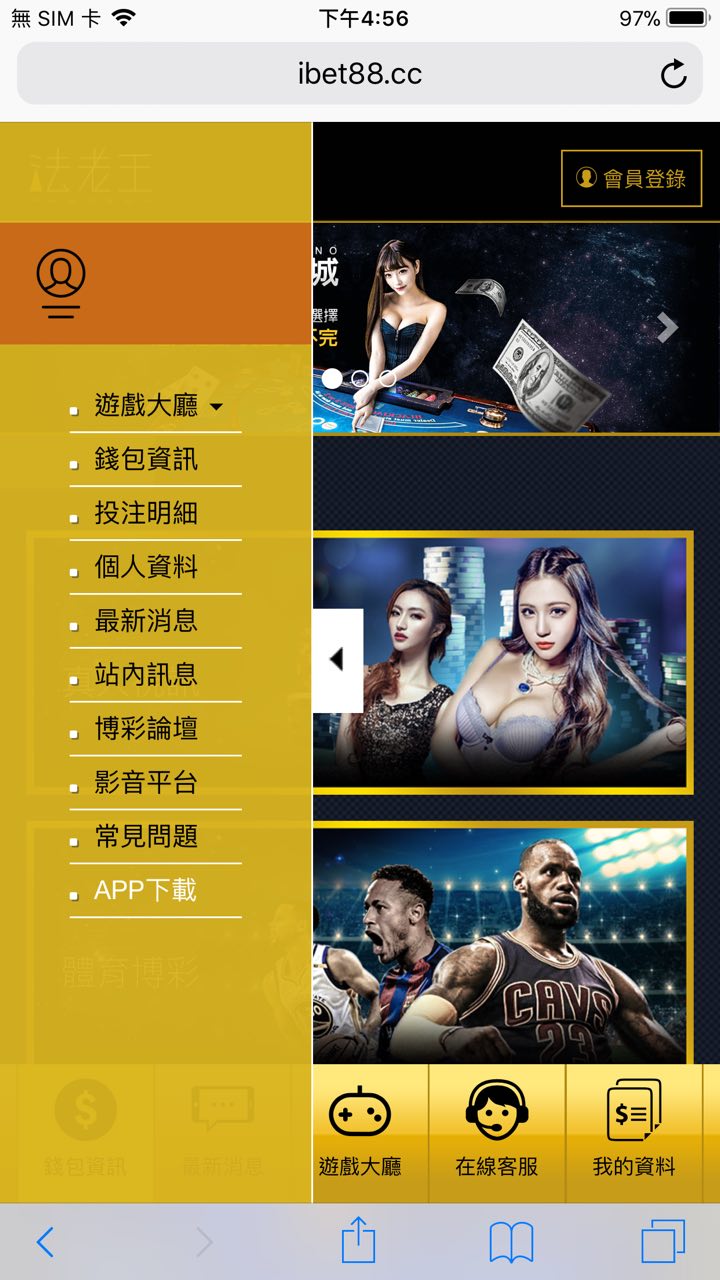 無 SIM 卡
下午4:56
97%
ibet88.cc
法老王
會員登錄
N O
城
選擇
不完
遊戲大廳
錢包資訊
投注明細
個人資料
最新消息
站內訊息
博彩論壇
影音平台
常見問題
APP下載
體育博彩
CAVS
23
錢包資訊
最新消息
遊戲大廳
在線客服
我的資料